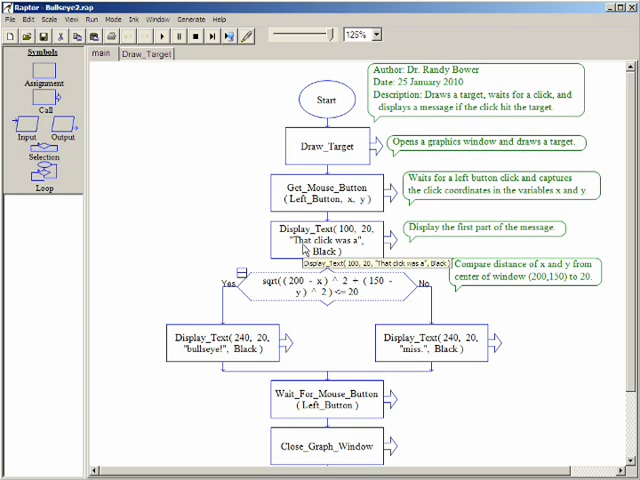 Raptor - Bullseye2.rap
File Edit Scale View Run Mode Ink Window Generate Help
125%
Symbols
Assignment
Call
Input Output
Selection
Loop
main Draw_Target
Start
Author: Dr. Randy Bower
Date: 25 January 2010
Description: Draws a target, waits for a click, and
displays a message if the click hit the target.
Draw_Target
Opens a graphics window and draws a target.
Get_Mouse_Button
( Left_Button, x, y )
Waits for a left button click and captures
the click coordinates in the variables x and y.
Display_Text( 100, 20,
"That click was a",
Black )
Display the first part of the message.
Display_Text( 100, 20, "That click was a", Black )
Compare distance of x and y from
center of window (200,150) to 20.
Yes
sqrt( ( 200 - x ) ^ 2 + ( 150 -
y ) ^ 2 ) <= 20
No
Display_Text( 240, 20,
"bullseye!", Black )
Display_Text( 240, 20,
"miss.", Black )
Wait_For_Mouse_Button
( Left_Button )
Close_Graph_Window